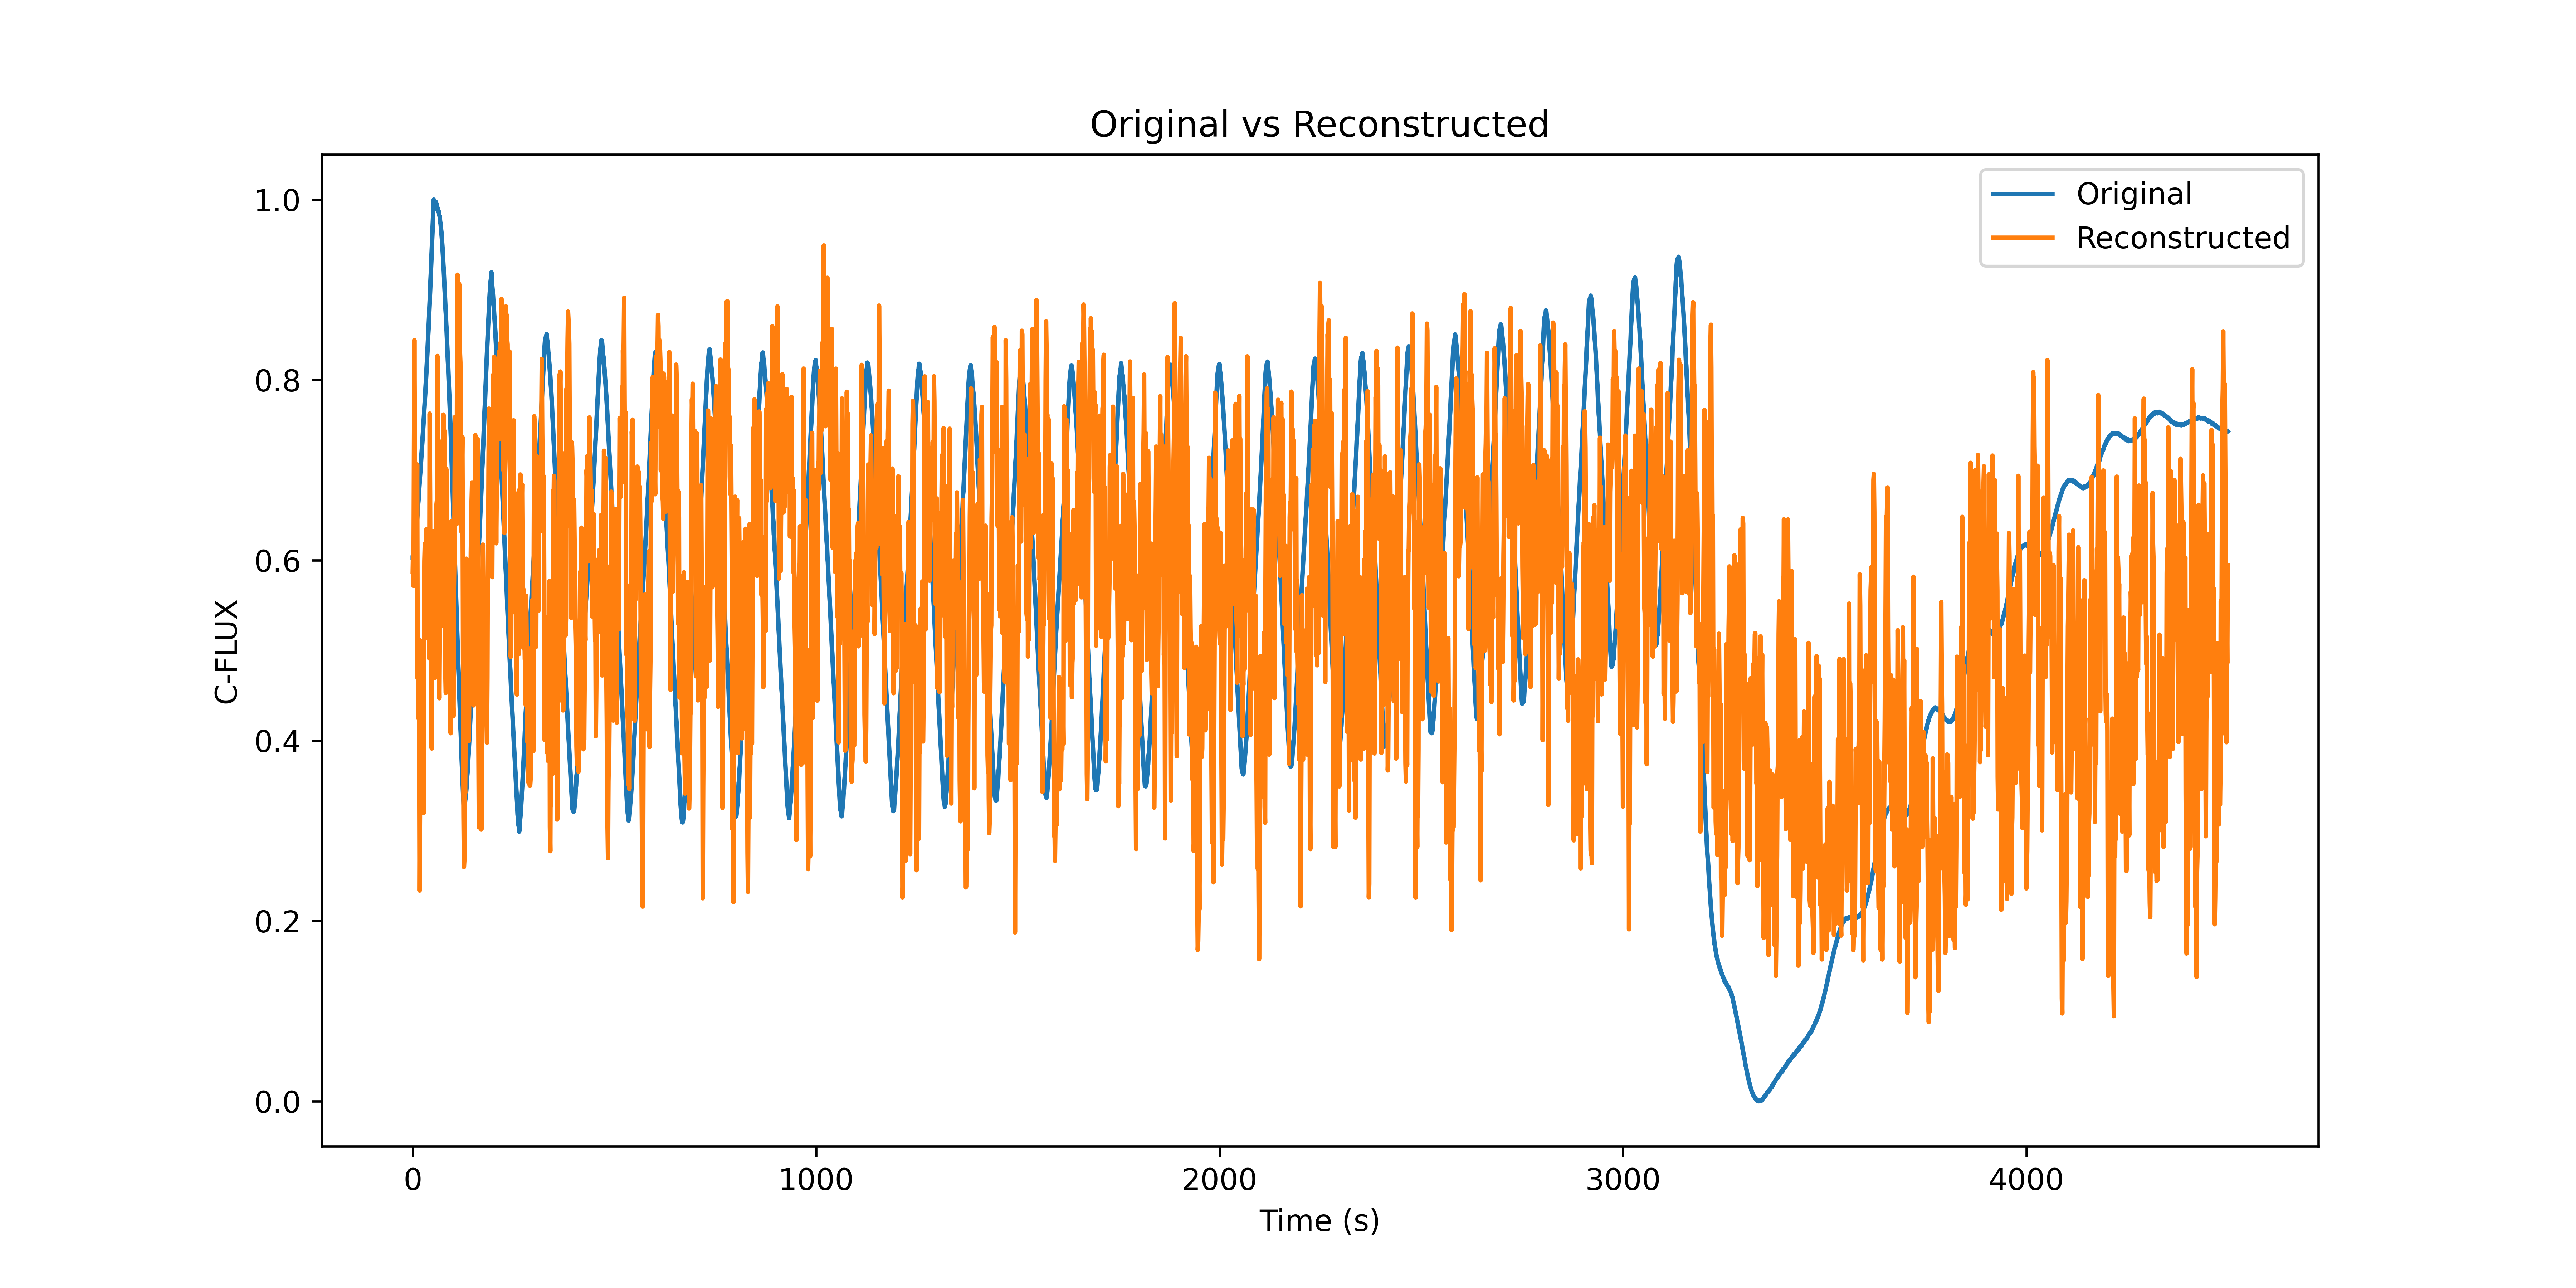 Original vs Reconstructed
1.0
0.8
0.6
0.4
0.2
0.0
C-FLUX
Original
Reconstructed
0 1000 2000 3000 4000
Time (s)